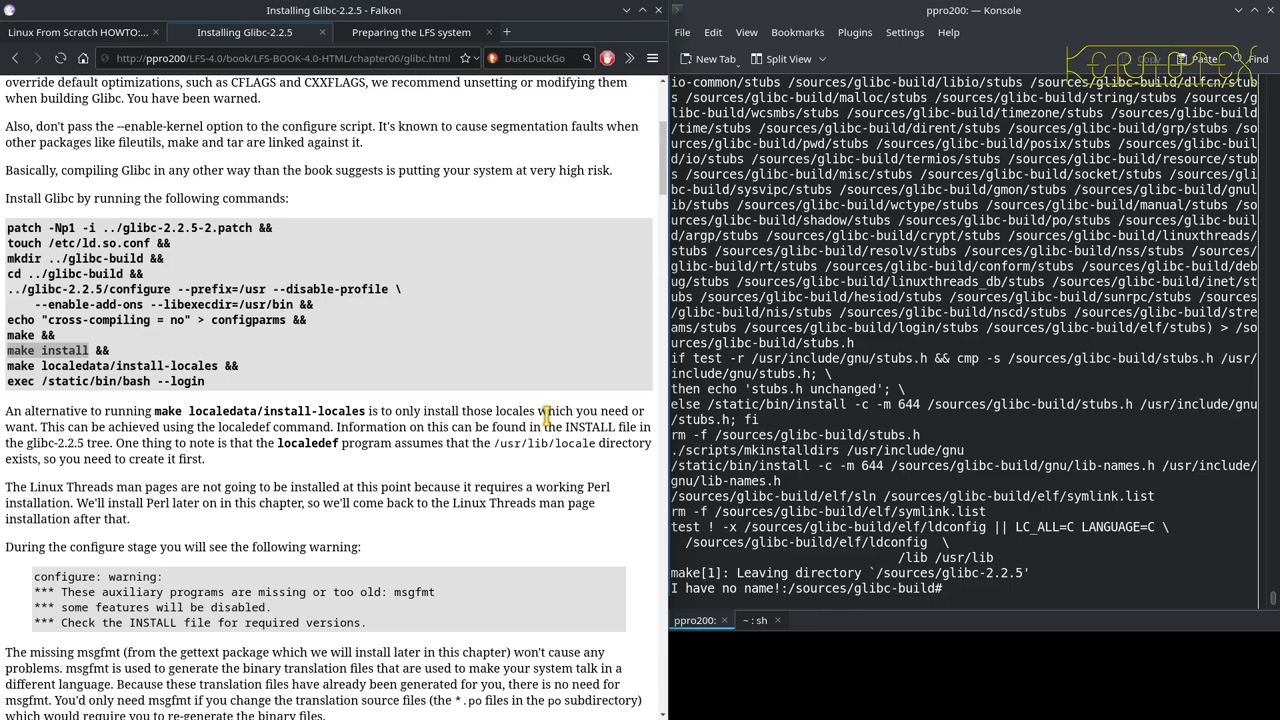 Installing Glibc-2.2.5 - Falkon
Linux From Scratch HOWTO:...
Installing Glibc-2.2.5
Preparing the LFS system
http://ppro200/LFS-4.0/book/LFS-BOOK-4.0-HTML/chapter06/glibc.html
DuckDuckGo
override default optimizations, such as CFLAGS and CXXFLAGS, we recommend unsetting or modifying them
when building Glibc. You have been warned.
Also, don't pass the --enable-kernel option to the configure script. It's known to cause segmentation faults when
other packages like fileutils, make and tar are linked against it.
Basically, compiling Glibc in any other way than the book suggests is putting your system at very high risk.
Install Glibc by running the following commands:
patch -Np1 -i ../glibc-2.2.5-2.patch &&
touch /etc/ld.so.conf &&
mkdir ../glibc-build &&
cd ../glibc-build &&
../glibc-2.2.5/configure --prefix=/usr --disable-profile \
--enable-add-ons --libexecdir=/usr/bin &&
echo "cross-compiling = no" > configparms &&
make &&
make install &&
make localedata/install-locales &&
exec /static/bin/bash --login
An alternative to running make localedata/install-locales is to only install those locales which you need or
want. This can be achieved using the localedef command. Information on this can be found in the INSTALL file in
the glibc-2.2.5 tree. One thing to note is that the localedef program assumes that the /usr/lib/locale directory
exists, so you need to create it first.
The Linux Threads man pages are not going to be installed at this point because it requires a working Perl
installation. We'll install Perl later on in this chapter, so we'll come back to the Linux Threads man page
installation after that.
During the configure stage you will see the following warning:
configure: warning:
*** These auxiliary programs are missing or too old: msgfmt
*** some features will be disabled.
*** Check the INSTALL file for required versions.
The missing msgfmt (from the gettext package which we will install later in this chapter) won't cause any
problems. msgfmt is used to generate the binary translation files that are used to make your system talk in a
different language. Because these translation files have already been generated for you, there is no need for
msgfmt. You'd only need msgfmt if you change the translation source files (the *.po files in the po subdirectory)
which would require you to re-generate the binary files.
ppro200: — Konsole
File Edit View Bookmarks Plugins Settings Help
New Tab Split View Copy Paste Find
io-common/stubs /sources/glibc-build/libio/stubs /sources/glibc-build/dlfcn/stub
s /sources/glibc-build/malloc/stubs /sources/glibc-build/string/stubs /sources/g
libc-build/wcsmbs/stubs /sources/glibc-build/timezone/stubs /sources/glibc-build
/time/stubs /sources/glibc-build/dirent/stubs /sources/glibc-build/grp/stubs /so
urces/glibc-build/pwd/stubs /sources/glibc-build/posix/stubs /sources/glibc-buil
d/io/stubs /sources/glibc-build/termios/stubs /sources/glibc-build/resource/stub
s /sources/glibc-build/misc/stubs /sources/glibc-build/socket/stubs /sources/gli
bc-build/sysvipc/stubs /sources/glibc-build/gmon/stubs /sources/glibc-build/gnul
ib/stubs /sources/glibc-build/wctype/stubs /sources/glibc-build/manual/stubs /so
urces/glibc-build/shadow/stubs /sources/glibc-build/po/stubs /sources/glibc-buil
d/argp/stubs /sources/glibc-build/crypt/stubs /sources/glibc-build/linuxthreads/
stubs /sources/glibc-build/resolv/stubs /sources/glibc-build/nss/stubs /sources/
glibc-build/rt/stubs /sources/glibc-build/conform/stubs /sources/glibc-build/deb
ug/stubs /sources/glibc-build/linuxthreads_db/stubs /sources/glibc-build/inet/st
ubs /sources/glibc-build/hesiod/stubs /sources/glibc-build/sunrpc/stubs /sources
/glibc-build/nis/stubs /sources/glibc-build/nscd/stubs /sources/glibc-build/stre
ams/stubs /sources/glibc-build/login/stubs /sources/glibc-build/elf/stubs) > /so
urces/glibc-build/stubs.h
if test -r /usr/include/gnu/stubs.h && cmp -s /sources/glibc-build/stubs.h /usr/
include/gnu/stubs.h; \
then echo 'stubs.h unchanged'; \
else /static/bin/install -c -m 644 /sources/glibc-build/stubs.h /usr/include/gnu
/stubs.h; fi
rm -f /sources/glibc-build/stubs.h
./scripts/mkinstalldirs /usr/include/gnu
/static/bin/install -c -m 644 /sources/glibc-build/gnu/lib-names.h /usr/include/
gnu/lib-names.h
/sources/glibc-build/elf/sln /sources/glibc-build/elf/symlink.list
rm -f /sources/glibc-build/elf/symlink.list
test ! -x /sources/glibc-build/elf/ldconfig || LC_ALL=C LANGUAGE=C \
/sources/glibc-build/elf/ldconfig \
/lib /usr/lib
make[1]: Leaving directory `/sources/glibc-2.2.5'
I have no name!:/sources/glibc-build#
ppro200:
~ : sh